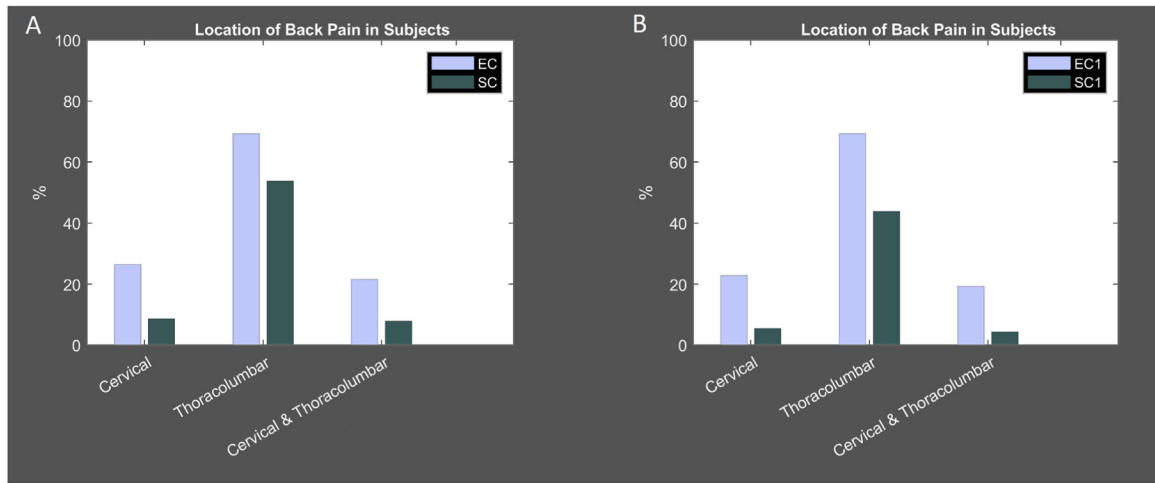 A
Location of Back Pain in Subjects
100
80
60
40
20
0
%
EC
SC
Cervical
Thoracolumbar
Cervical & Thoracolumbar
B
Location of Back Pain in Subjects
100
80
60
40
20
0
%
EC1
SC1
Cervical
Thoracolumbar
Cervical & Thoracolumbar